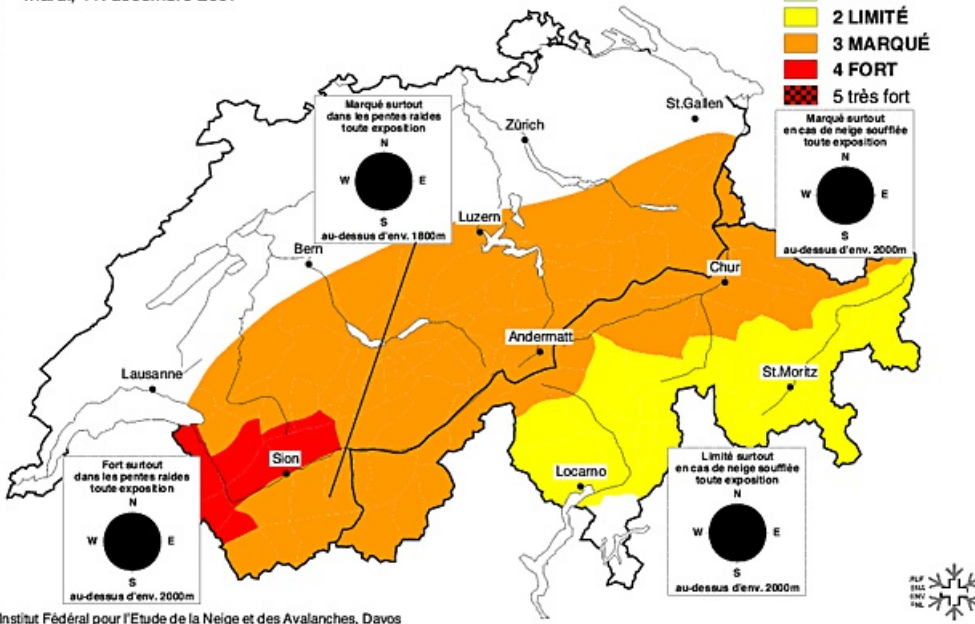 2 LIMITÉ
3 MARQUÉ
4 FORT
5 très fort
Marqué surtout
dans les pentes raides
toute exposition
N
W E
S
au-dessus d'env. 1800m
Marqué surtout
en cas de neige soufflée
toute exposition
N
W E
S
au-dessus d'env. 2000m
St.Gallen
Zürich
Luzern
Bern
Chur
Andermatt
Lausanne
St.Moritz
Sion
Locarno
Fort surtout
dans les pentes raides
toute exposition
N
W E
S
au-dessus d'env. 2000m
Limité surtout
en cas de neige soufflée
toute exposition
N
W E
S
au-dessus d'env. 2000m
Institut Fédéral pour l'Etude de la Neige et des Avalanches, Davos